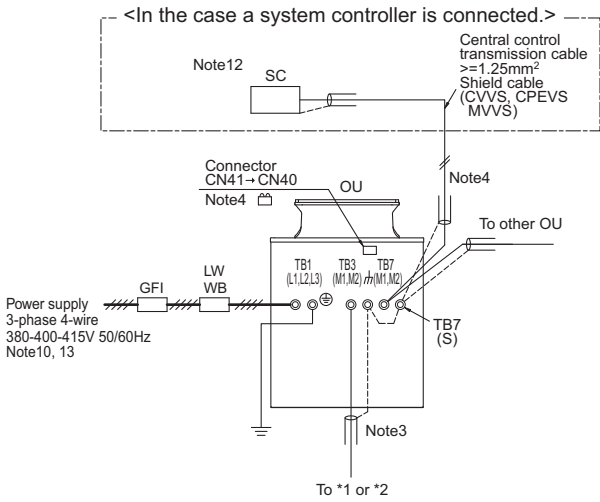 <In the case a system controller is connected.>
Note12
SC
Central control
transmission cable
>=1.25mm²
Shield cable
(CVVS, CPEVS
MVVS)
Connector
CN41→CN40
Note4
OU
Note4
To other OU
TB1
(L1,L2,L3)
TB3
(M1,M2)
TB7
(M1,M2)
LW
GFI
WB
Power supply
3-phase 4-wire
380-400-415V 50/60Hz
Note10, 13
TB7
(S)
Note3
To *1 or *2